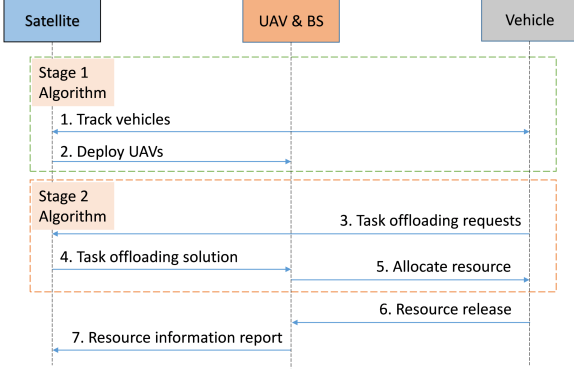 Satellite
UAV & BS
Vehicle
Stage 1
Algorithm
1. Track vehicles
2. Deploy UAVs
Stage 2
Algorithm
3. Task offloading requests
4. Task offloading solution
5. Allocate resource
6. Resource release
7. Resource information report